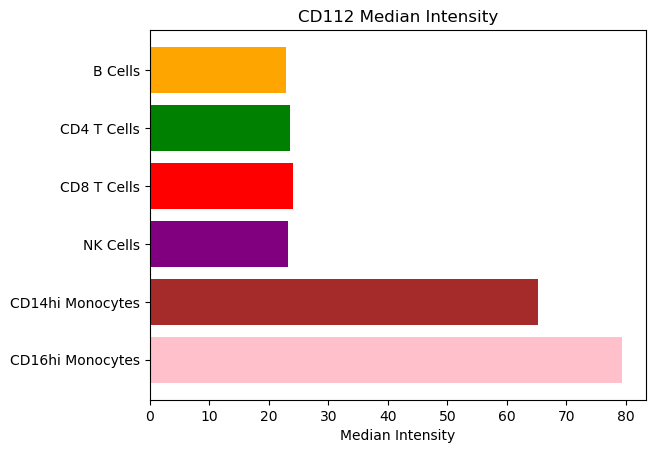 CD112 Median Intensity
B Cells
CD4 T Cells
CD8 T Cells
NK Cells
CD14hi Monocytes
CD16hi Monocytes
0 10 20 30 40 50 60 70 80
Median Intensity